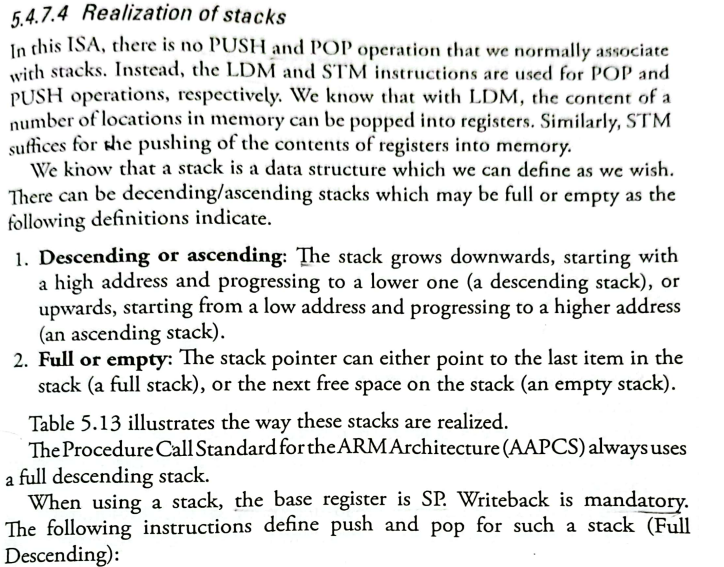 5.4.7.4 Realization of stacks
In this ISA, there is no PUSH and POP operation that we normally associate
with stacks. Instead, the LDM and STM instructions are used for POP and
PUSH operations, respectively. We know that with LDM, the content of a
number of locations in memory can be popped into registers. Similarly, STM
suffices for the pushing of the contents of registers into memory.
We know that a stack is a data structure which we can define as we wish.
There can be decending/ascending stacks which may be full or empty as the
following definitions indicate.
1. Descending or ascending: The stack grows downwards, starting with
a high address and progressing to a lower one (a descending stack), or
upwards, starting from a low address and progressing to a higher address
(an ascending stack).
2. Full or empty: The stack pointer can either point to the last item in the
stack (a full stack), or the next free space on the stack (an empty stack).
Table 5.13 illustrates the way these stacks are realized.
The Procedure Call Standard for the ARM Architecture (AAPCS) always uses
a full descending stack.
When using a stack, the base register is SP. Writeback is mandatory.
The following instructions define push and pop for such a stack (Full
Descending):